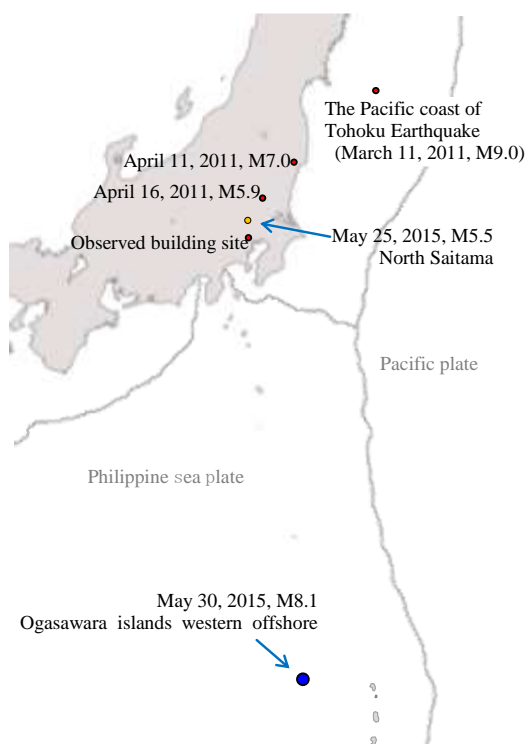 The Pacific coast of
Tohoku Earthquake
(March 11, 2011, M9.0)
April 11, 2011, M7.0
April 16, 2011, M5.9
Observed building site
May 25, 2015, M5.5
North Saitama
Pacific plate
Philippine sea plate
May 30, 2015, M8.1
Ogasawara islands western offshore